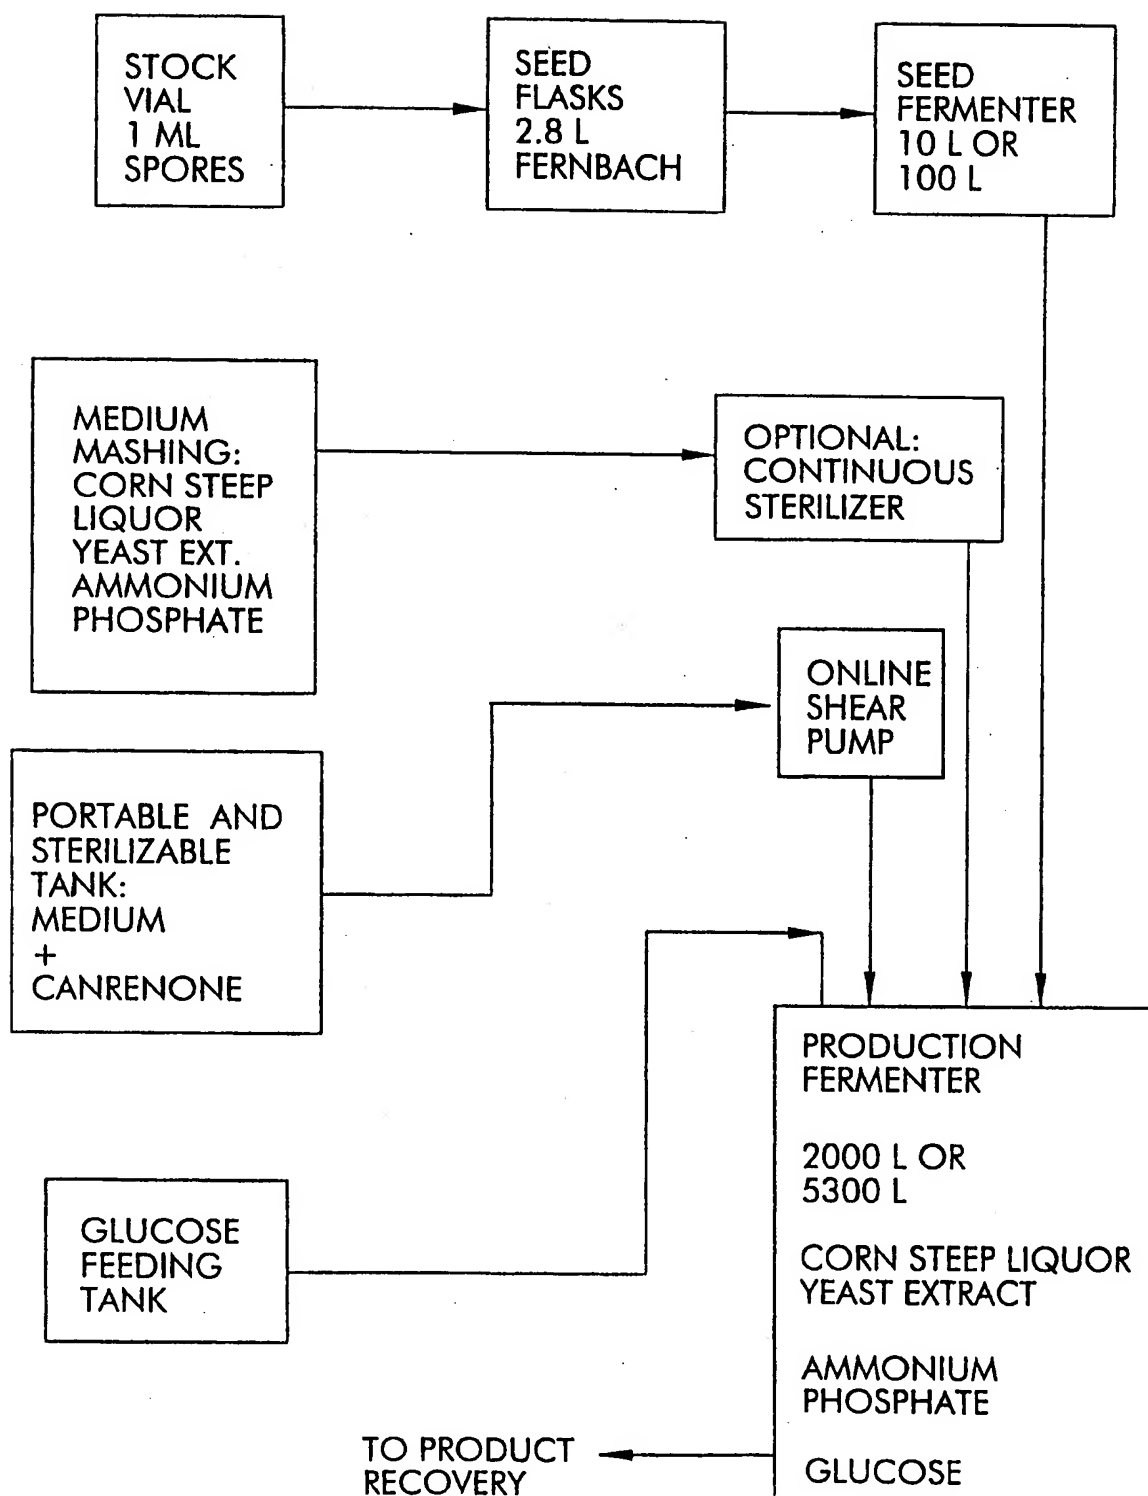 STOCK
VIAL
1 ML
SPORES
SEED
FLASKS
2.8 L
FERNBACH
SEED
FERMENTER
10 L OR
100 L
MEDIUM
MASHING:
CORN STEEP
LIQUOR
YEAST EXT.
AMMONIUM
PHOSPHATE
OPTIONAL:
CONTINUOUS
STERILIZER
ONLINE
SHEAR
PUMP
PORTABLE AND
STERILIZABLE
TANK:
MEDIUM
+
CANRENONE
GLUCOSE
FEEDING
TANK
PRODUCTION
FERMENTER
2000 L OR
5300 L
CORN STEEP LIQUOR
YEAST EXTRACT
AMMONIUM
PHOSPHATE
GLUCOSE
TO PRODUCT
RECOVERY